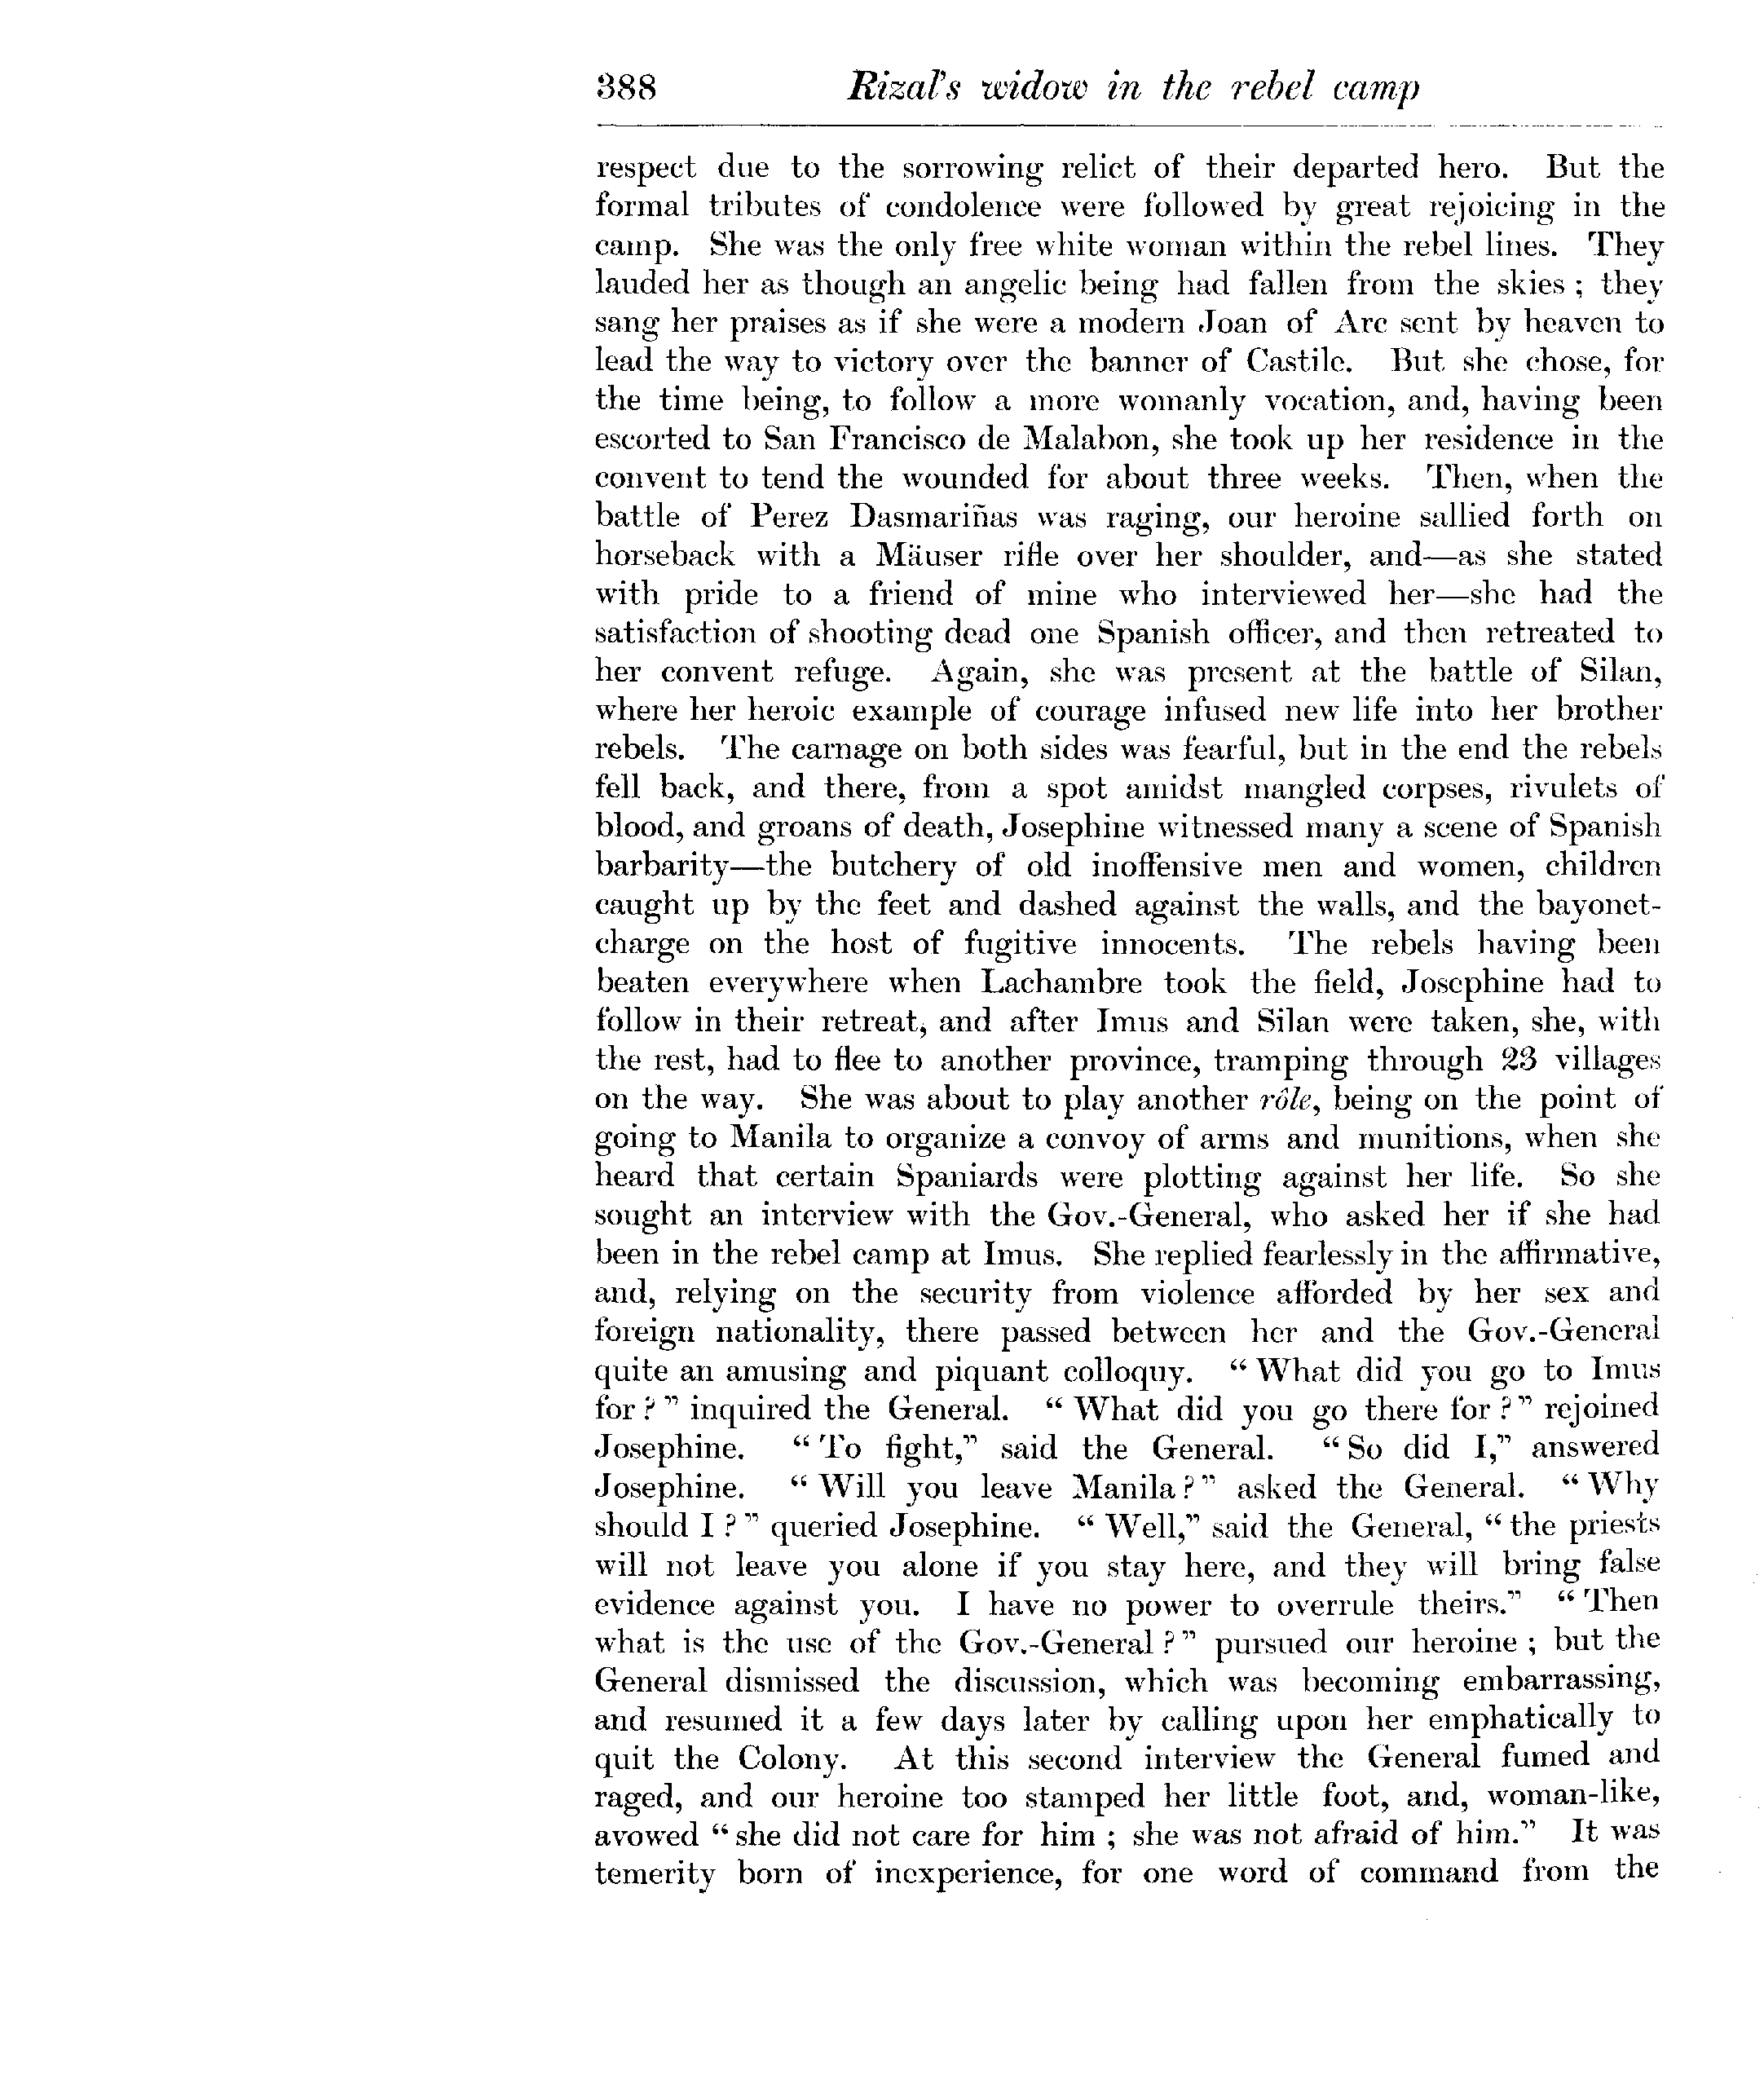 388 Rizal's widow in the rebel camp
respect due to the sorrowing relict of their departed hero. But the
formal tributes of condolence were followed by great rejoicing in the
camp. She was the only free white woman within the rebel lines. They
lauded her as though an angelic being had fallen from the skies ; they
sang her praises as if she were a modern Joan of Arc sent by heaven to
lead the way to victory over the banner of Castile. But she chose, for
the time being, to follow a more womanly vocation, and, having been
escorted to San Francisco de Malabon, she took up her residence in the
convent to tend the wounded for about three weeks. Then, when the
battle of Perez Dasmariñas was raging, our heroine sallied forth on
horseback with a Mäuser rifle over her shoulder, and—as she stated
with pride to a friend of mine who interviewed her—she had the
satisfaction of shooting dead one Spanish officer, and then retreated to
her convent refuge. Again, she was present at the battle of Silan,
where her heroic example of courage infused new life into her brother
rebels. The carnage on both sides was fearful, but in the end the rebels
fell back, and there, from a spot amidst mangled corpses, rivulets of
blood, and groans of death, Josephine witnessed many a scene of Spanish
barbarity—the butchery of old inoffensive men and women, children
caught up by the feet and dashed against the walls, and the bayonet-
charge on the host of fugitive innocents. The rebels having been
beaten everywhere when Lachambre took the field, Josephine had to
follow in their retreat, and after Imus and Silan were taken, she, with
the rest, had to flee to another province, tramping through 23 villages
on the way. She was about to play another rôle, being on the point of
going to Manila to organize a convoy of arms and munitions, when she
heard that certain Spaniards were plotting against her life. So she
sought an interview with the Gov.-General, who asked her if she had
been in the rebel camp at Imus. She replied fearlessly in the affirmative,
and, relying on the security from violence afforded by her sex and
foreign nationality, there passed between her and the Gov.-General
quite an amusing and piquant colloquy. " What did you go to Imus
for ? " inquired the General. " What did you go there for ? " rejoined
Josephine. " To fight," said the General. " So did I," answered
Josephine. " Will you leave Manila ? " asked the General. " Why
should I ? " queried Josephine. " Well," said the General, " the priests
will not leave you alone if you stay here, and they will bring false
evidence against you. I have no power to overrule theirs." " Then
what is the use of the Gov.-General ? " pursued our heroine ; but the
General dismissed the discussion, which was becoming embarrassing,
and resumed it a few days later by calling upon her emphatically to
quit the Colony. At this second interview the General fumed and
raged, and our heroine too stamped her little foot, and, woman-like,
avowed " she did not care for him ; she was not afraid of him." It was
temerity born of inexperience, for one word of command from the